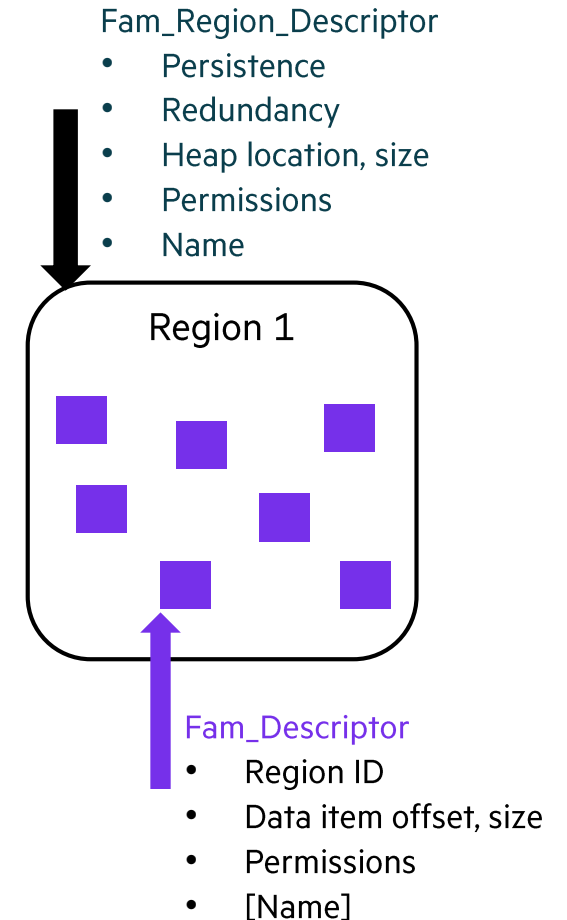 Fam_Region_Descriptor
• Persistence
• Redundancy
• Heap location, size
• Permissions
• Name
Region 1
Fam_Descriptor
• Region ID
• Data item offset, size
• Permissions
• [Name]